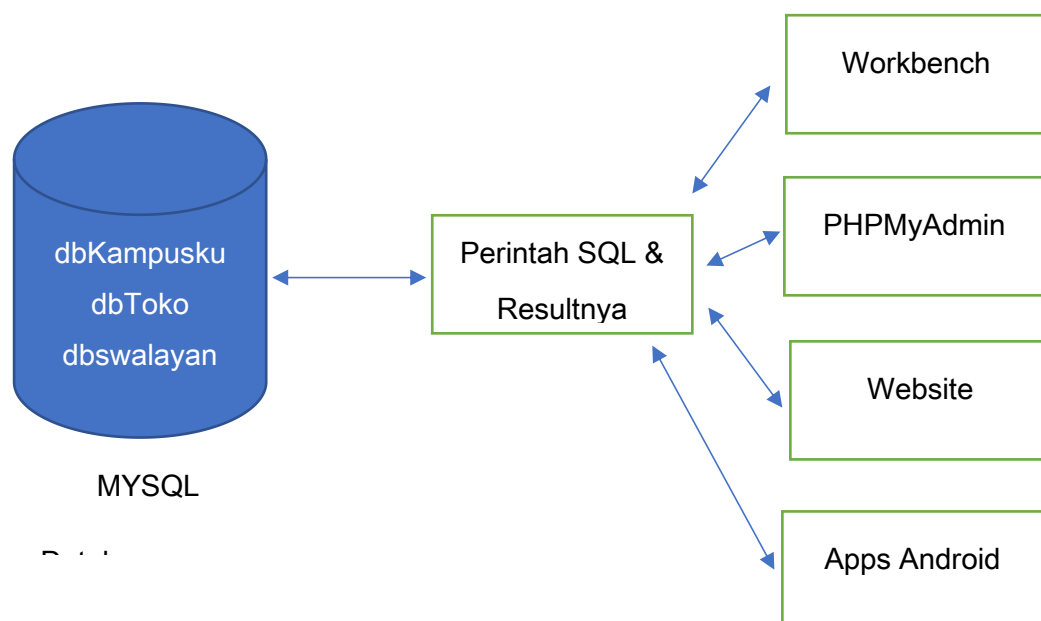 dbKampusku
dbToko
dbswalayan
MYSQL
Perintah SQL &
Resultnya
Workbench
PHPMyAdmin
Website
Apps Android